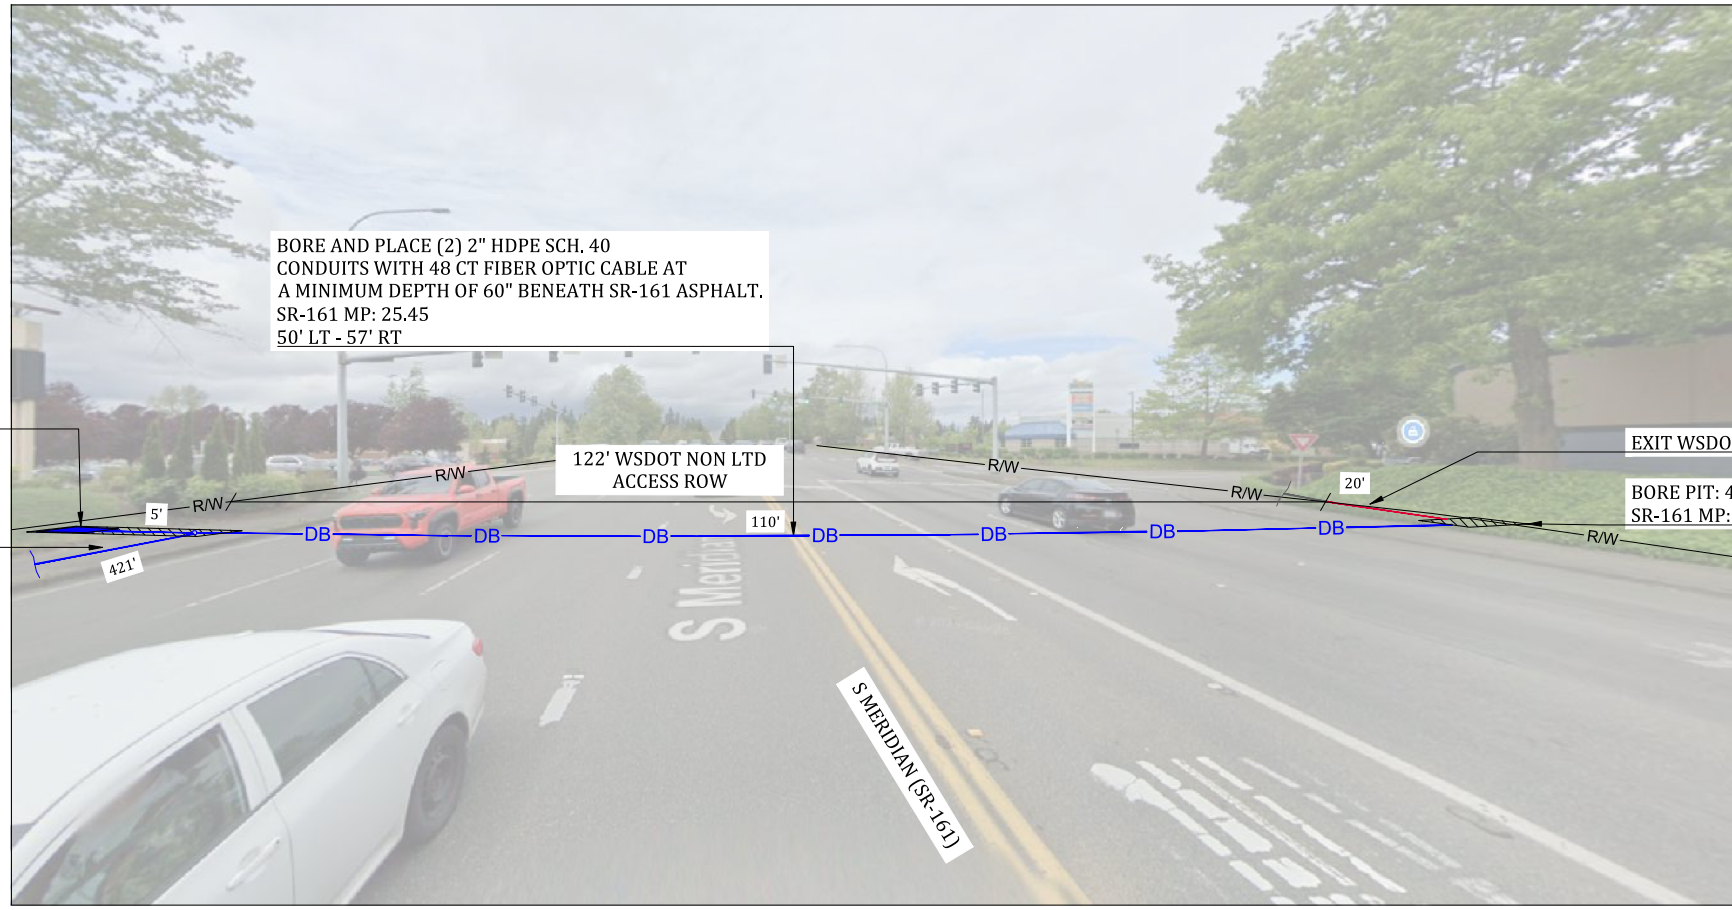 BORE AND PLACE (2) 2" HDPE SCH. 40
CONDUITS WITH 48 CT FIBER OPTIC CABLE AT
A MINIMUM DEPTH OF 60" BENEATH SR-161 ASPHALT.
SR-161 MP: 25.45
50' LT - 57' RT
122' WSDOT NON LTD
ACCESS ROW
R/W
R/W
R/W
R/W
R/W
EXIT WSDO
BORE PIT: 4
SR-161 MP:
20'
5'
110'
421'
DB
DB
DB
DB
DB
DB
DB
S Meridian
S MERIDIAN (SR-161)